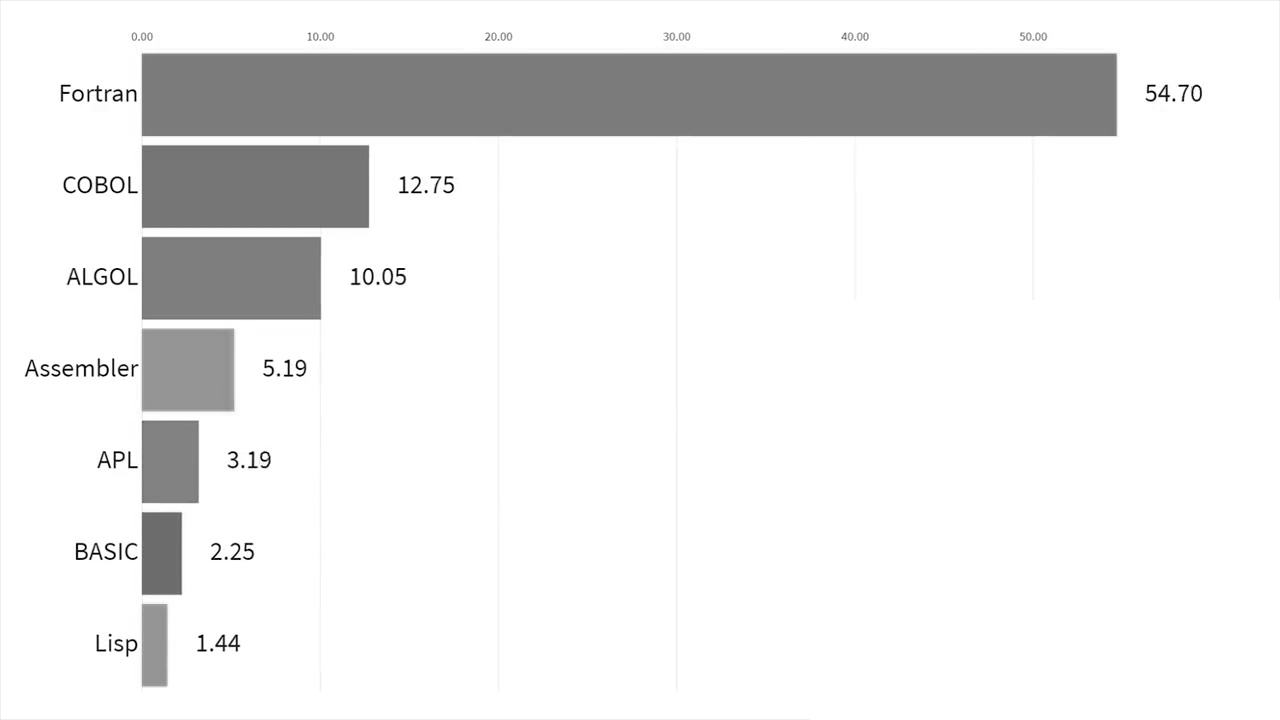 0.00 10.00 20.00 30.00 40.00 50.00
Fortran 54.70
COBOL 12.75
ALGOL 10.05
Assembler 5.19
APL 3.19
BASIC 2.25
Lisp 1.44